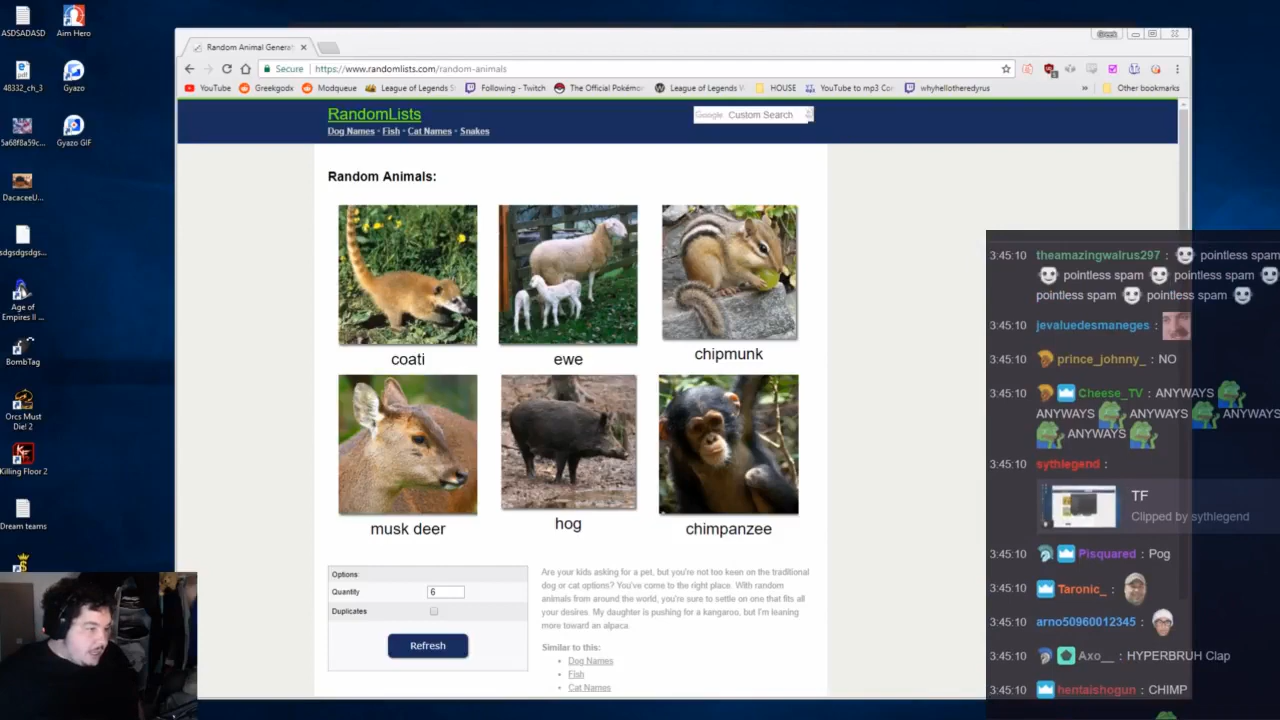 ASDSADASD
Aim Hero
48332_ch_3
Gyazo
5a68f8a59c...
Gyazo GIF
DacaceeU...
sdgsgdsgds...
Age of
Empires II ...
BombTag
Orcs Must
Die! 2
Killing Floor 2
Dream teams
Random Animal Generat
Greek
Secure
https://www.randomlists.com/random-animals
YouTube
Greekgodx
Modqueue
League of Legends S
Following - Twitch
The Official Pokémon
League of Legends W
HOUSE
YouTube to mp3 Con
whyhellotheredyrus
»
Other bookmarks
RandomLists
Dog Names • Fish • Cat Names • Snakes
Google Custom Search
Random Animals:
coati
ewe
chipmunk
musk deer
hog
chimpanzee
Options:
Quantity 6
Duplicates
Refresh
Are your kids asking for a pet, but you're not too keen on the traditional
dog or cat options? You've come to the right place. With random
animals from around the world, you're sure to settle on one that fits all
your desires. My daughter is pushing for a kangaroo, but I'm leaning
more toward an alpaca.
Similar to this:
Dog Names
Fish
Cat Names
3:45:10 theamazingwalrus297 : pointless spam
pointless spam pointless spam
pointless spam pointless spam
3:45:10 jevaluedesmaneges :
3:45:10 prince_johnny_ : NO
3:45:10 Cheese_TV : ANYWAYS
ANYWAYS ANYWAYS ANYWAYS
ANYWAYS
3:45:10 sythlegend :
TF
Clipped by sythlegend
3:45:10 Pisquared : Pog
3:45:10 Taronic_ :
3:45:10 arno50960012345 :
3:45:10 Axo__ : HYPERBRUH Clap
3:45:10 hentaishogun : CHIMP